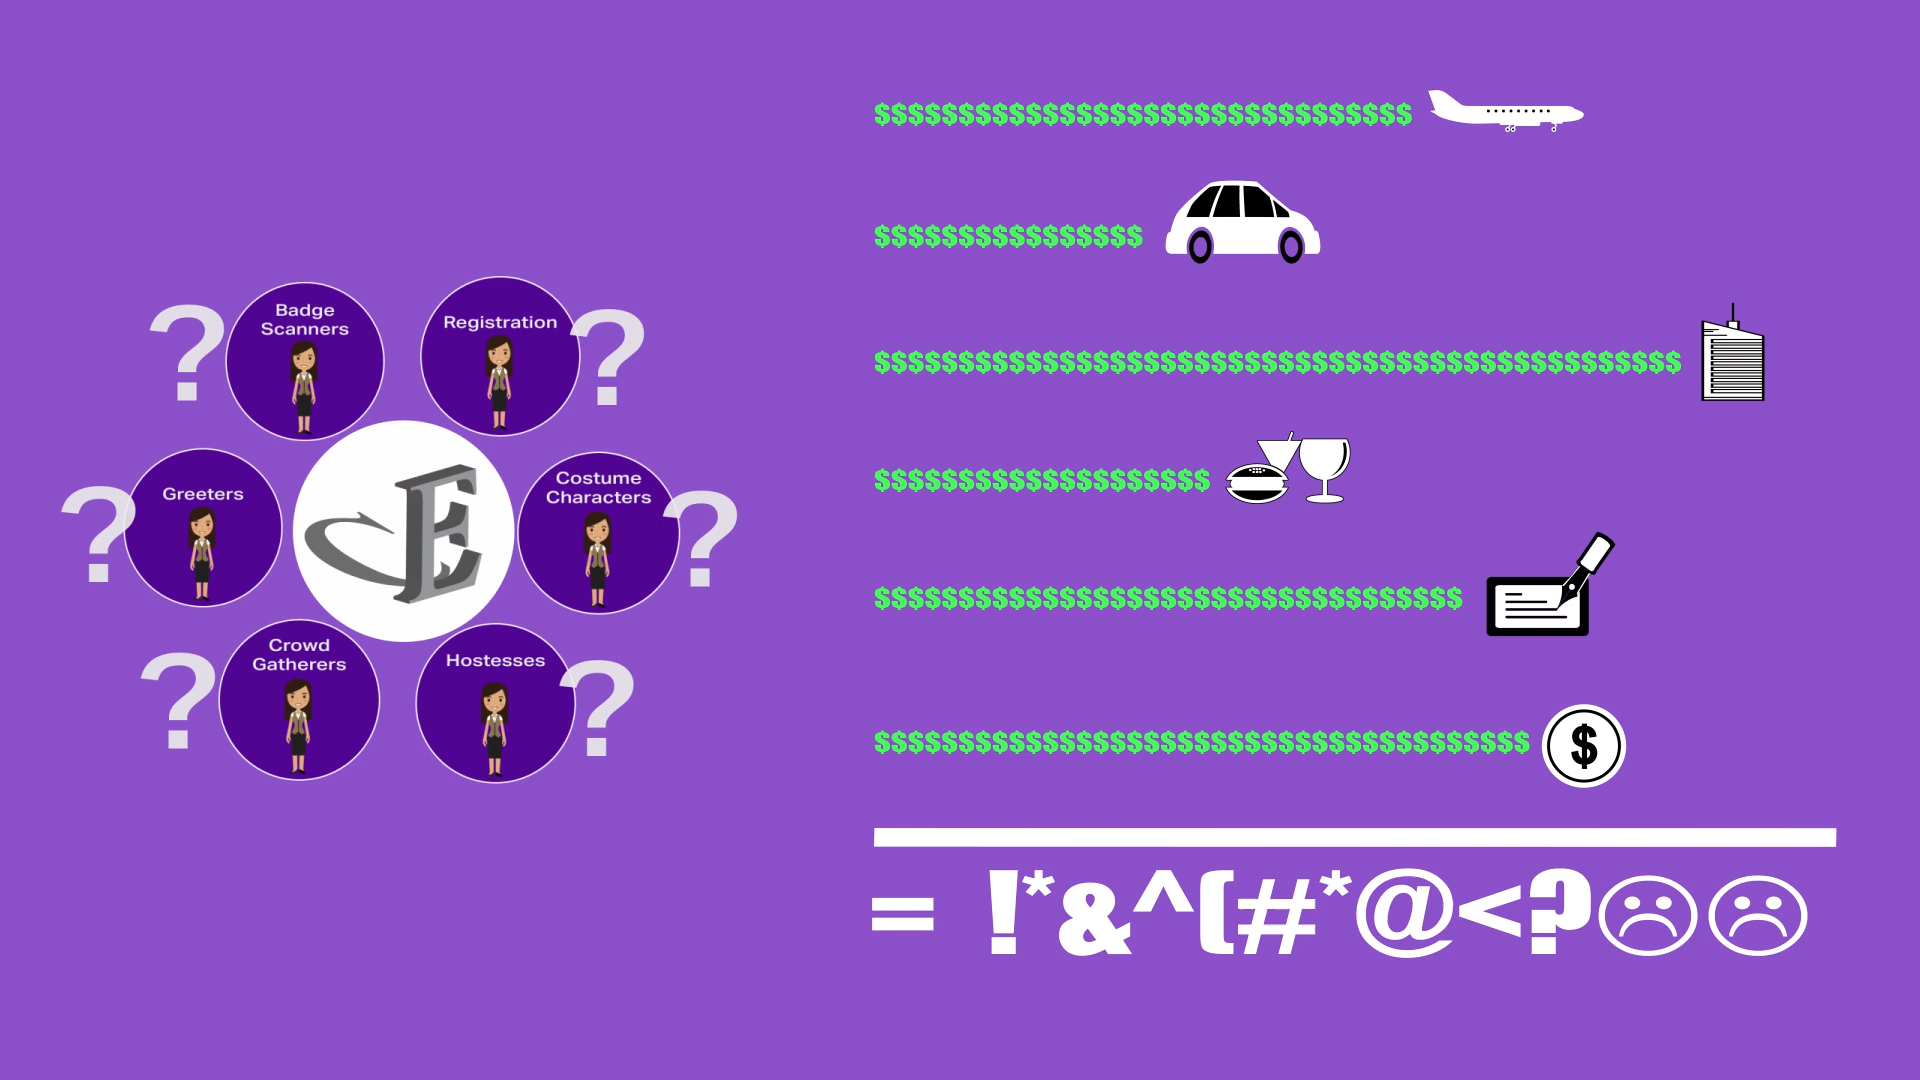 Badge
Scanners
?
Registration
?
Greeters
?
Costume
Characters
?
E
Crowd
Gatherers
?
Hostesses
?
$$$$$$$$$$$$$$$$$$$$$$$$$$$$$$$$
$$$$$$$$$$$$$$$$
$$$$$$$$$$$$$$$$$$$$$$$$$$$$$$$$$$$$$$$$$$$$$$$$
$$$$$$$$$$$$$$$$$$$$
$$$$$$$$$$$$$$$$$$$$$$$$$$$$$$$$$$$
$$$$$$$$$$$$$$$$$$$$$$$$$$$$$$$$$$$$$$$
$
= !*&^(#*@<?☹☹